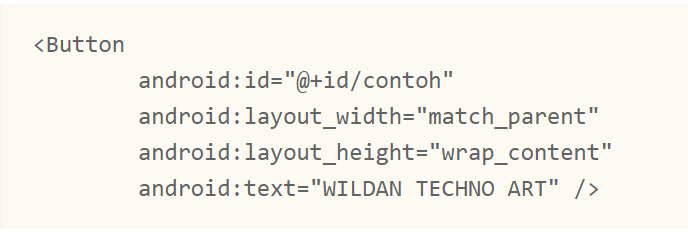 <Button
android:id="@+id/contoh"
android:layout_width="match_parent"
android:layout_height="wrap_content"
android:text="WILDAN TECHNO ART" />